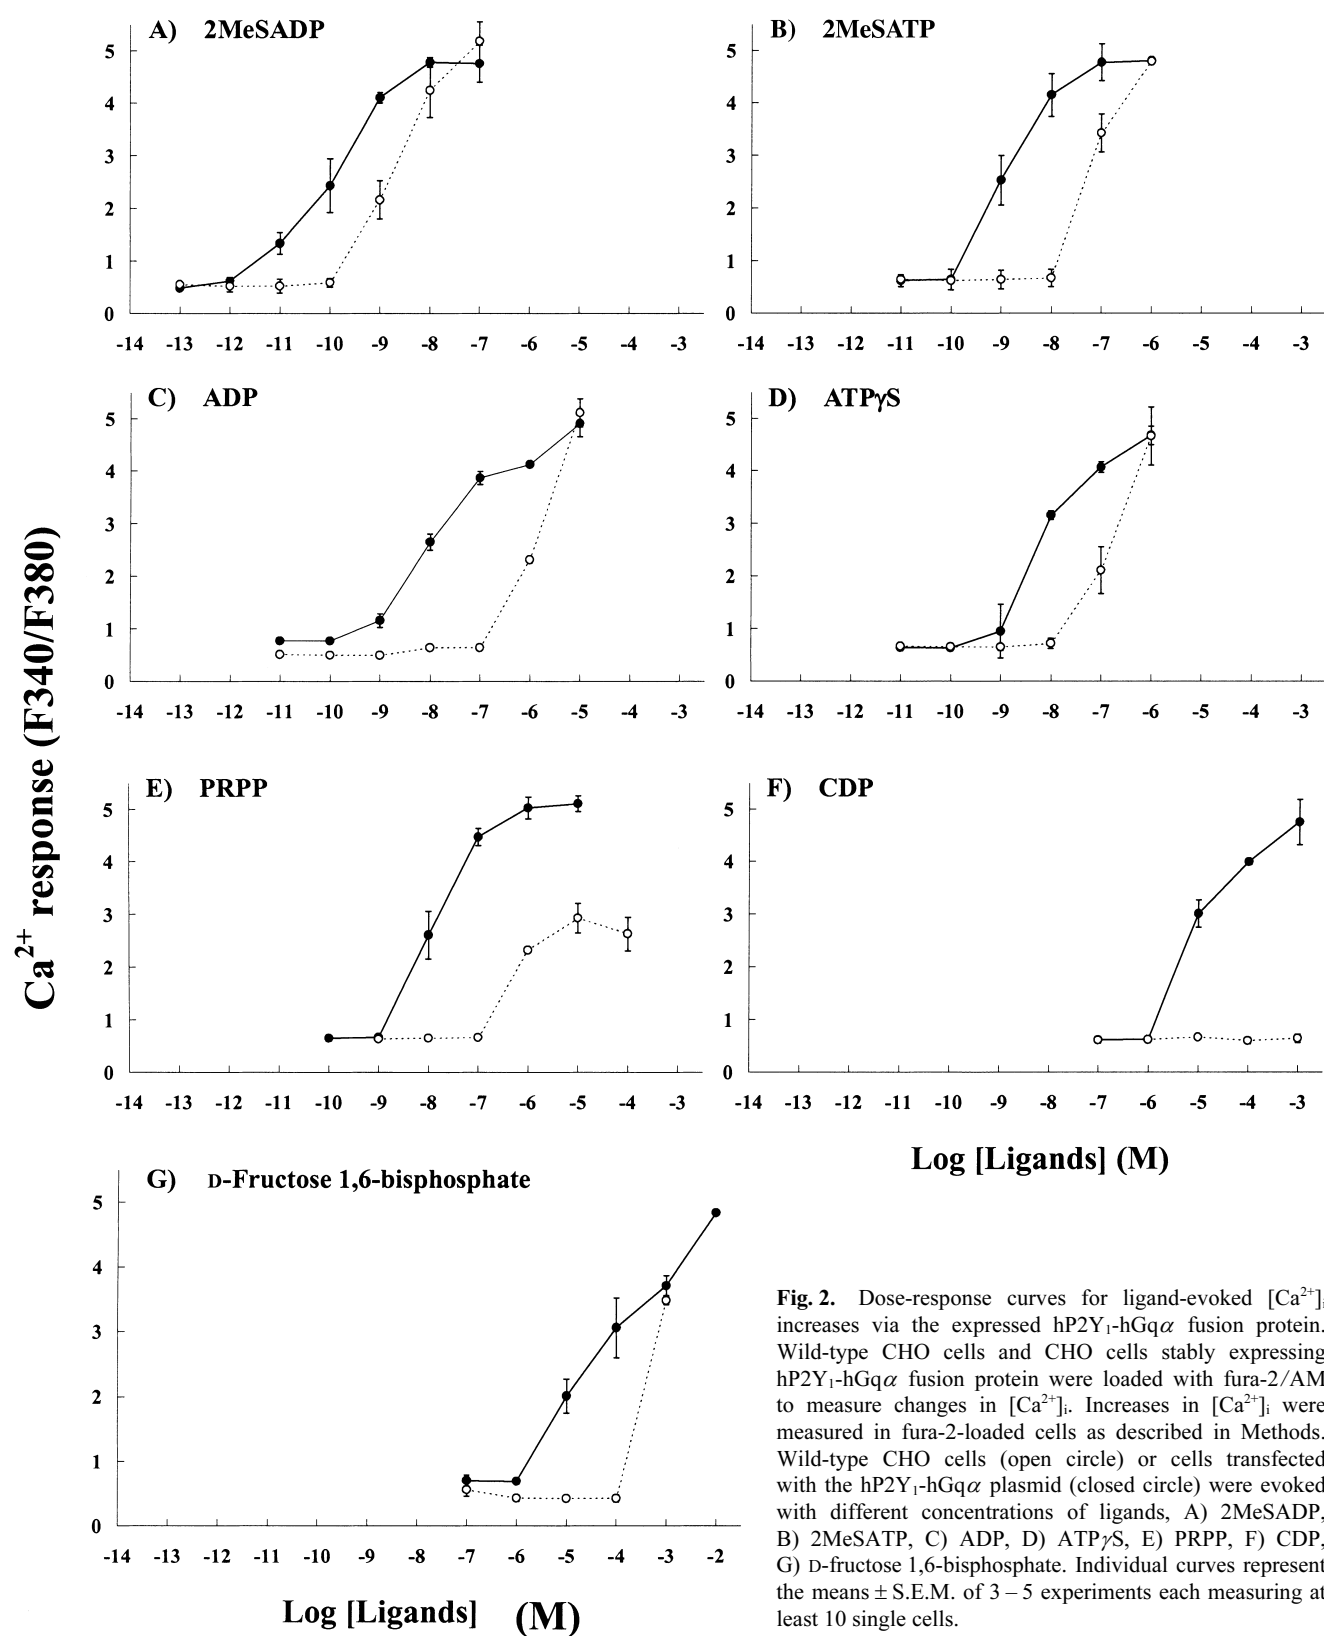 A) 2MeSADP
5
4
3
2
1
0
-14 -13 -12 -11 -10 -9 -8 -7 -6 -5 -4 -3
B) 2MeSATP
5
4
3
2
1
0
-14 -13 -12 -11 -10 -9 -8 -7 -6 -5 -4 -3
C) ADP
5
4
3
2
1
0
-14 -13 -12 -11 -10 -9 -8 -7 -6 -5 -4 -3
D) ATPγS
5
4
3
2
1
0
-14 -13 -12 -11 -10 -9 -8 -7 -6 -5 -4 -3
Ca²⁺ response (F340/F380)
E) PRPP
5
4
3
2
1
0
-14 -13 -12 -11 -10 -9 -8 -7 -6 -5 -4 -3
F) CDP
5
4
3
2
1
0
-14 -13 -12 -11 -10 -9 -8 -7 -6 -5 -4 -3
Log [Ligands] (M)
G) D-Fructose 1,6-bisphosphate
5
4
3
2
1
0
-14 -13 -12 -11 -10 -9 -8 -7 -6 -5 -4 -3 -2
Log [Ligands] (M)
Fig. 2. Dose-response curves for ligand-evoked [Ca²⁺]ᵢ
increases via the expressed hP2Y₁-hGqα fusion protein.
Wild-type CHO cells and CHO cells stably expressing
hP2Y₁-hGqα fusion protein were loaded with fura-2/AM
to measure changes in [Ca²⁺]ᵢ. Increases in [Ca²⁺]ᵢ were
measured in fura-2-loaded cells as described in Methods.
Wild-type CHO cells (open circle) or cells transfected
with the hP2Y₁-hGqα plasmid (closed circle) were evoked
with different concentrations of ligands, A) 2MeSADP,
B) 2MeSATP, C) ADP, D) ATPγS, E) PRPP, F) CDP,
G) D-fructose 1,6-bisphosphate. Individual curves represent
the means ± S.E.M. of 3 – 5 experiments each measuring at
least 10 single cells.